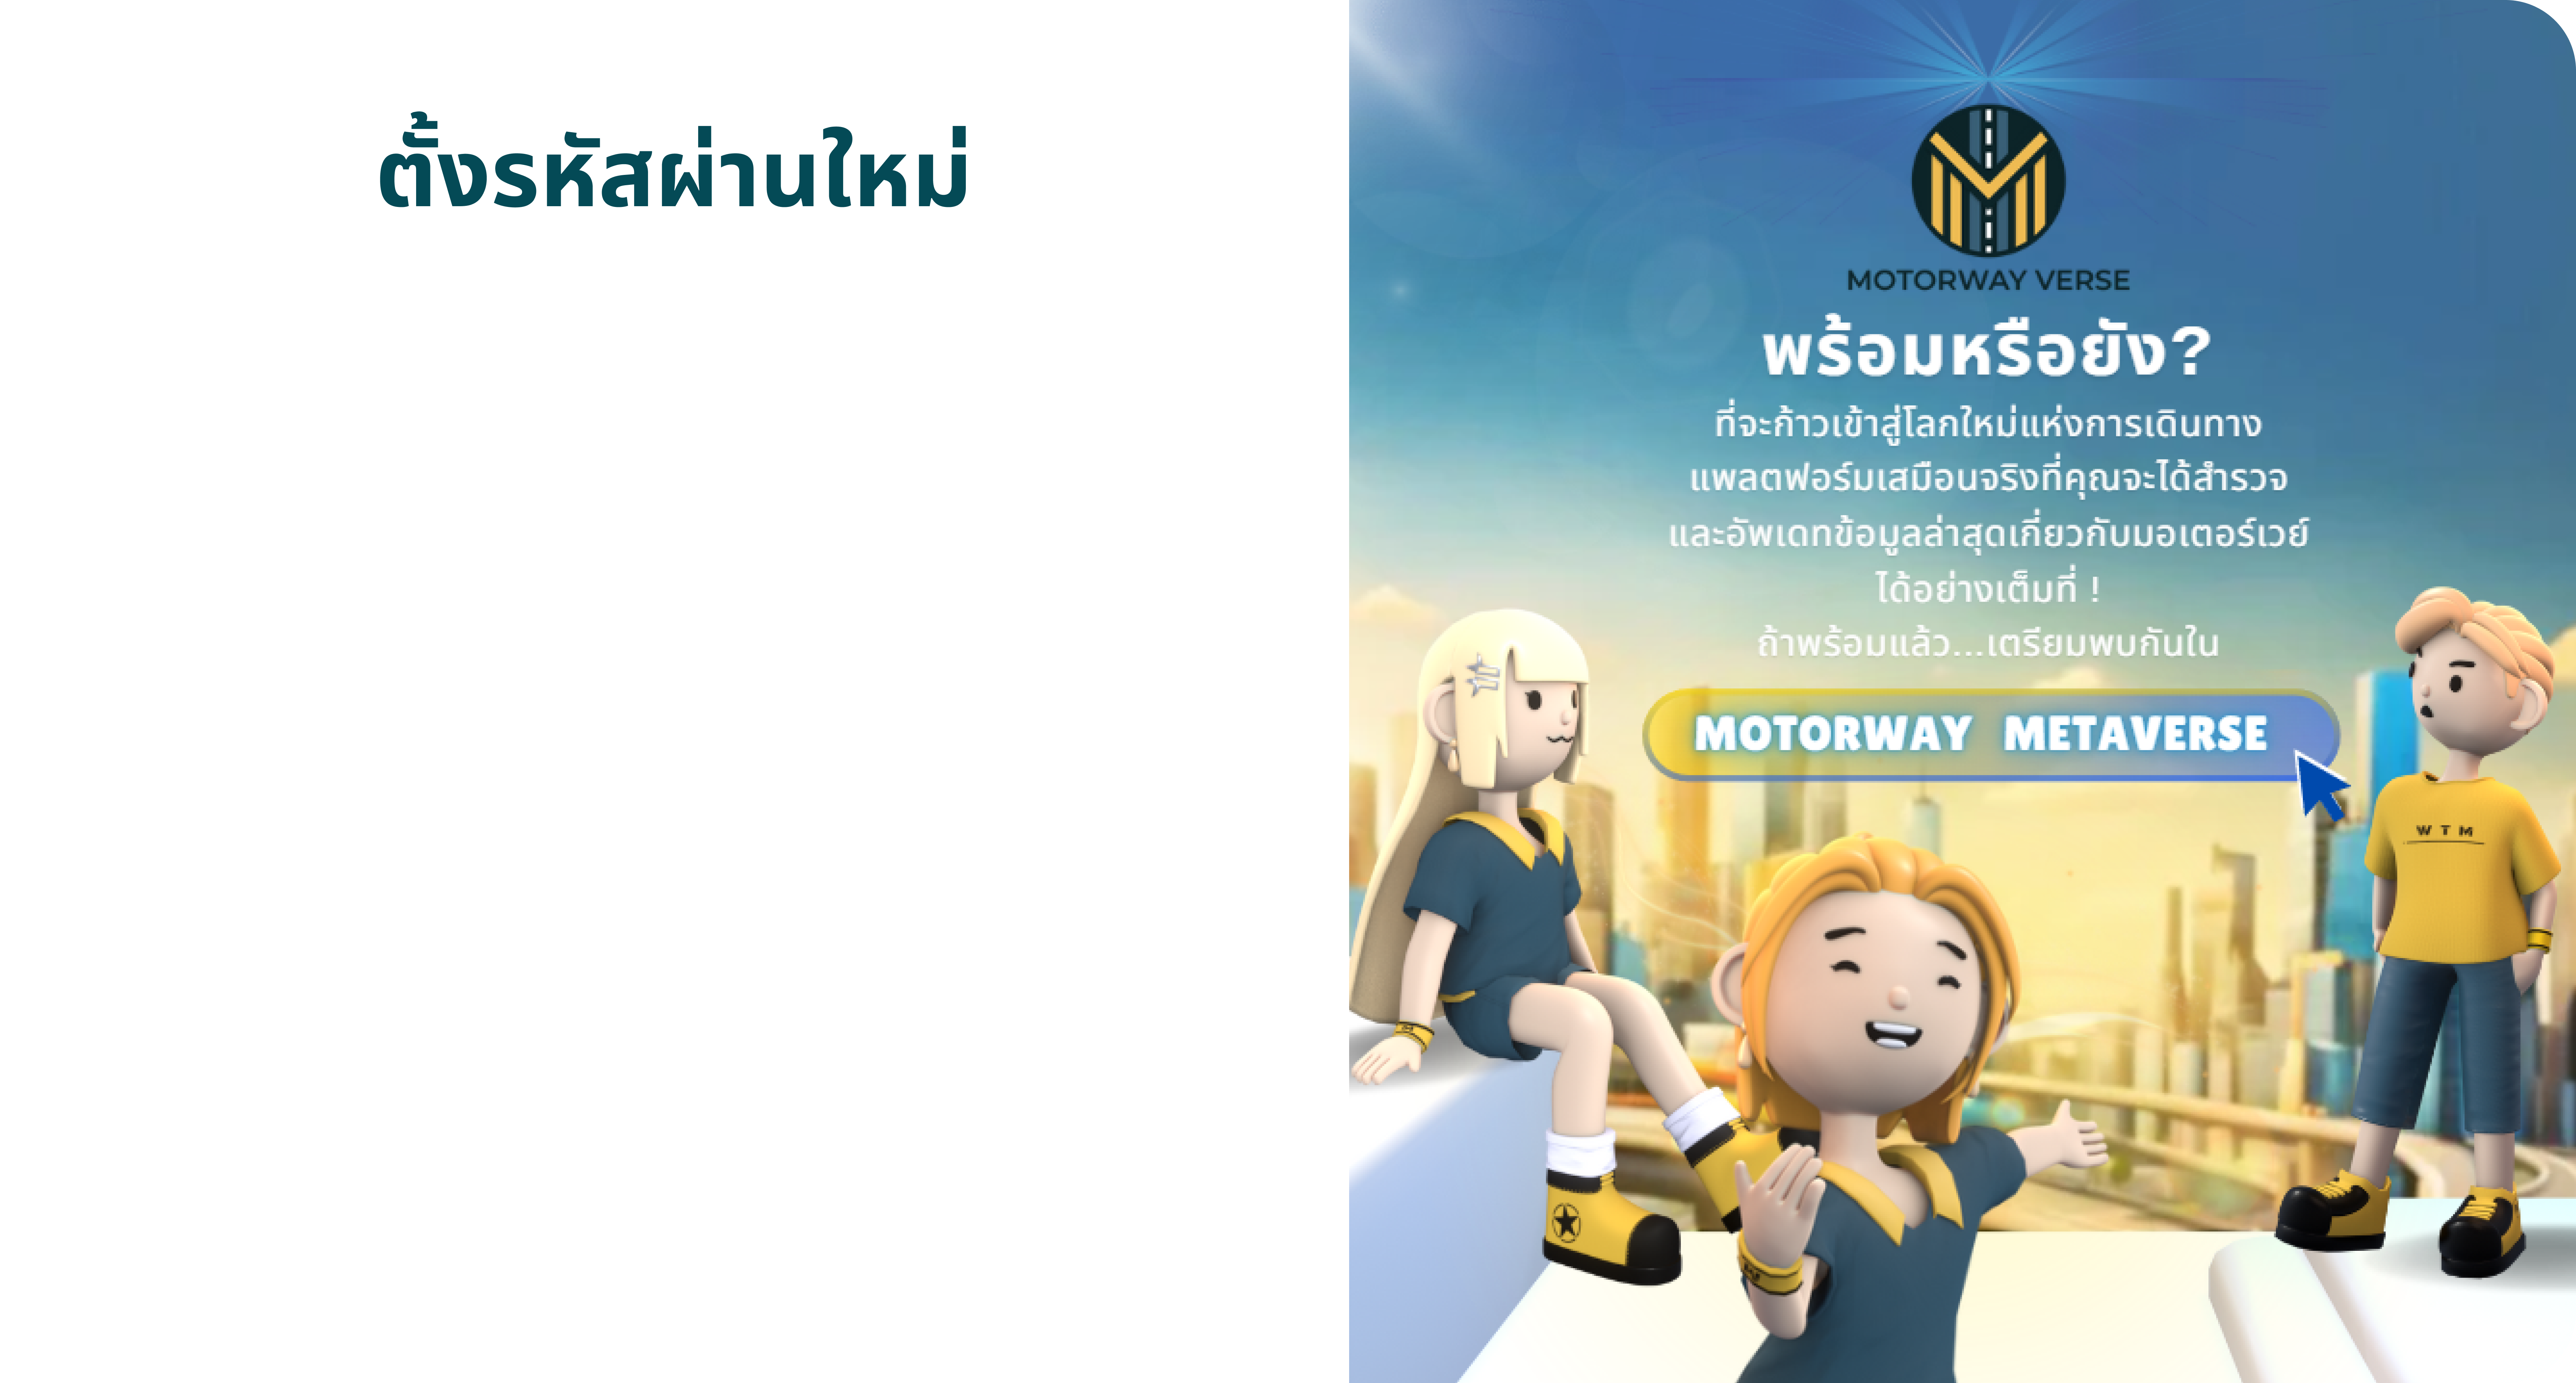 ตั้งรหัสผ่านใหม่
MOTORWAY VERSE
พร้อมหรือยัง?
ที่จะก้าวเข้าสู่โลกใหม่แห่งการเดินทาง
แพลตฟอร์มเสมือนจริงที่คุณจะได้สำรวจ
และอัพเดทข้อมูลล่าสุดเกี่ยวกับมอเตอร์เวย์
ได้อย่างเต็มที่ !
ถ้าพร้อมแล้ว...เตรียมพบกันใน
MOTORWAY METAVERSE
W T M